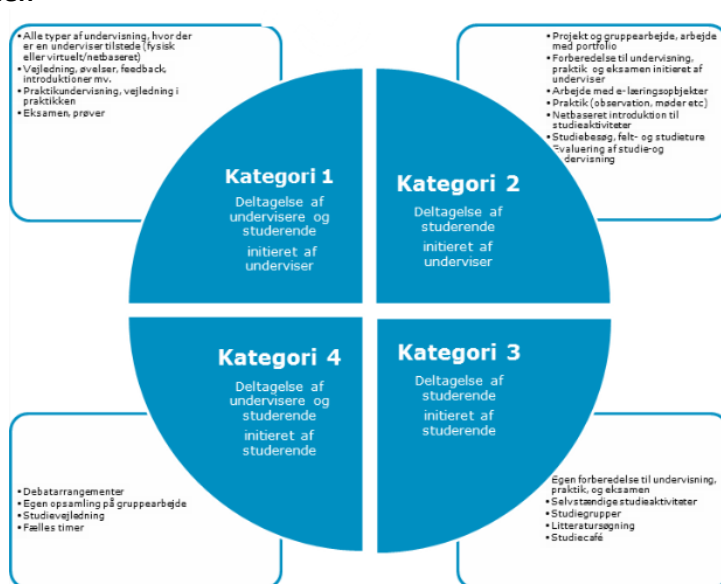 • Alle typer af undervisning, hvor der
er en underviser tilstede (fysisk
eller virtuelt/netbaseret)
• Vejledning, øvelser, feedback,
introduktioner mv.
• Praktikundervisning, vejledning i
praktikken
• Eksamen, prøver
• Projekt og gruppearbejde, arbejde
med portfolio
• Forberedelse til undervisning,
praktik og eksamen initieret af
underviser
• Arbejde med e-læringsobjekter
• Praktik (observation, møder etc)
• Netbaseret introduktion til
studieaktiviteter
• Studiebesøg, felt- og studieture
Evaluering af studie-og
dervisning
Kategori 1
Deltagelse af
undervisere og
studerende
initieret af
underviser
Kategori 2
Deltagelse af
studerende
initieret af
underviser
Kategori 4
Deltagelse af
undervisere og
studerende
initieret af
studerende
Kategori 3
Deltagelse af
studerende
initieret af
studerende
• Debatarrangementer
• Egen opsamling på gruppearbejde
• Studievejledning
• Fælles timer
Egen forberedelse til undervisning,
praktik, og eksamen
• Selvstændige studieaktiviteter
• Studiegrupper
• Litteratursøgning
• Studiecafé